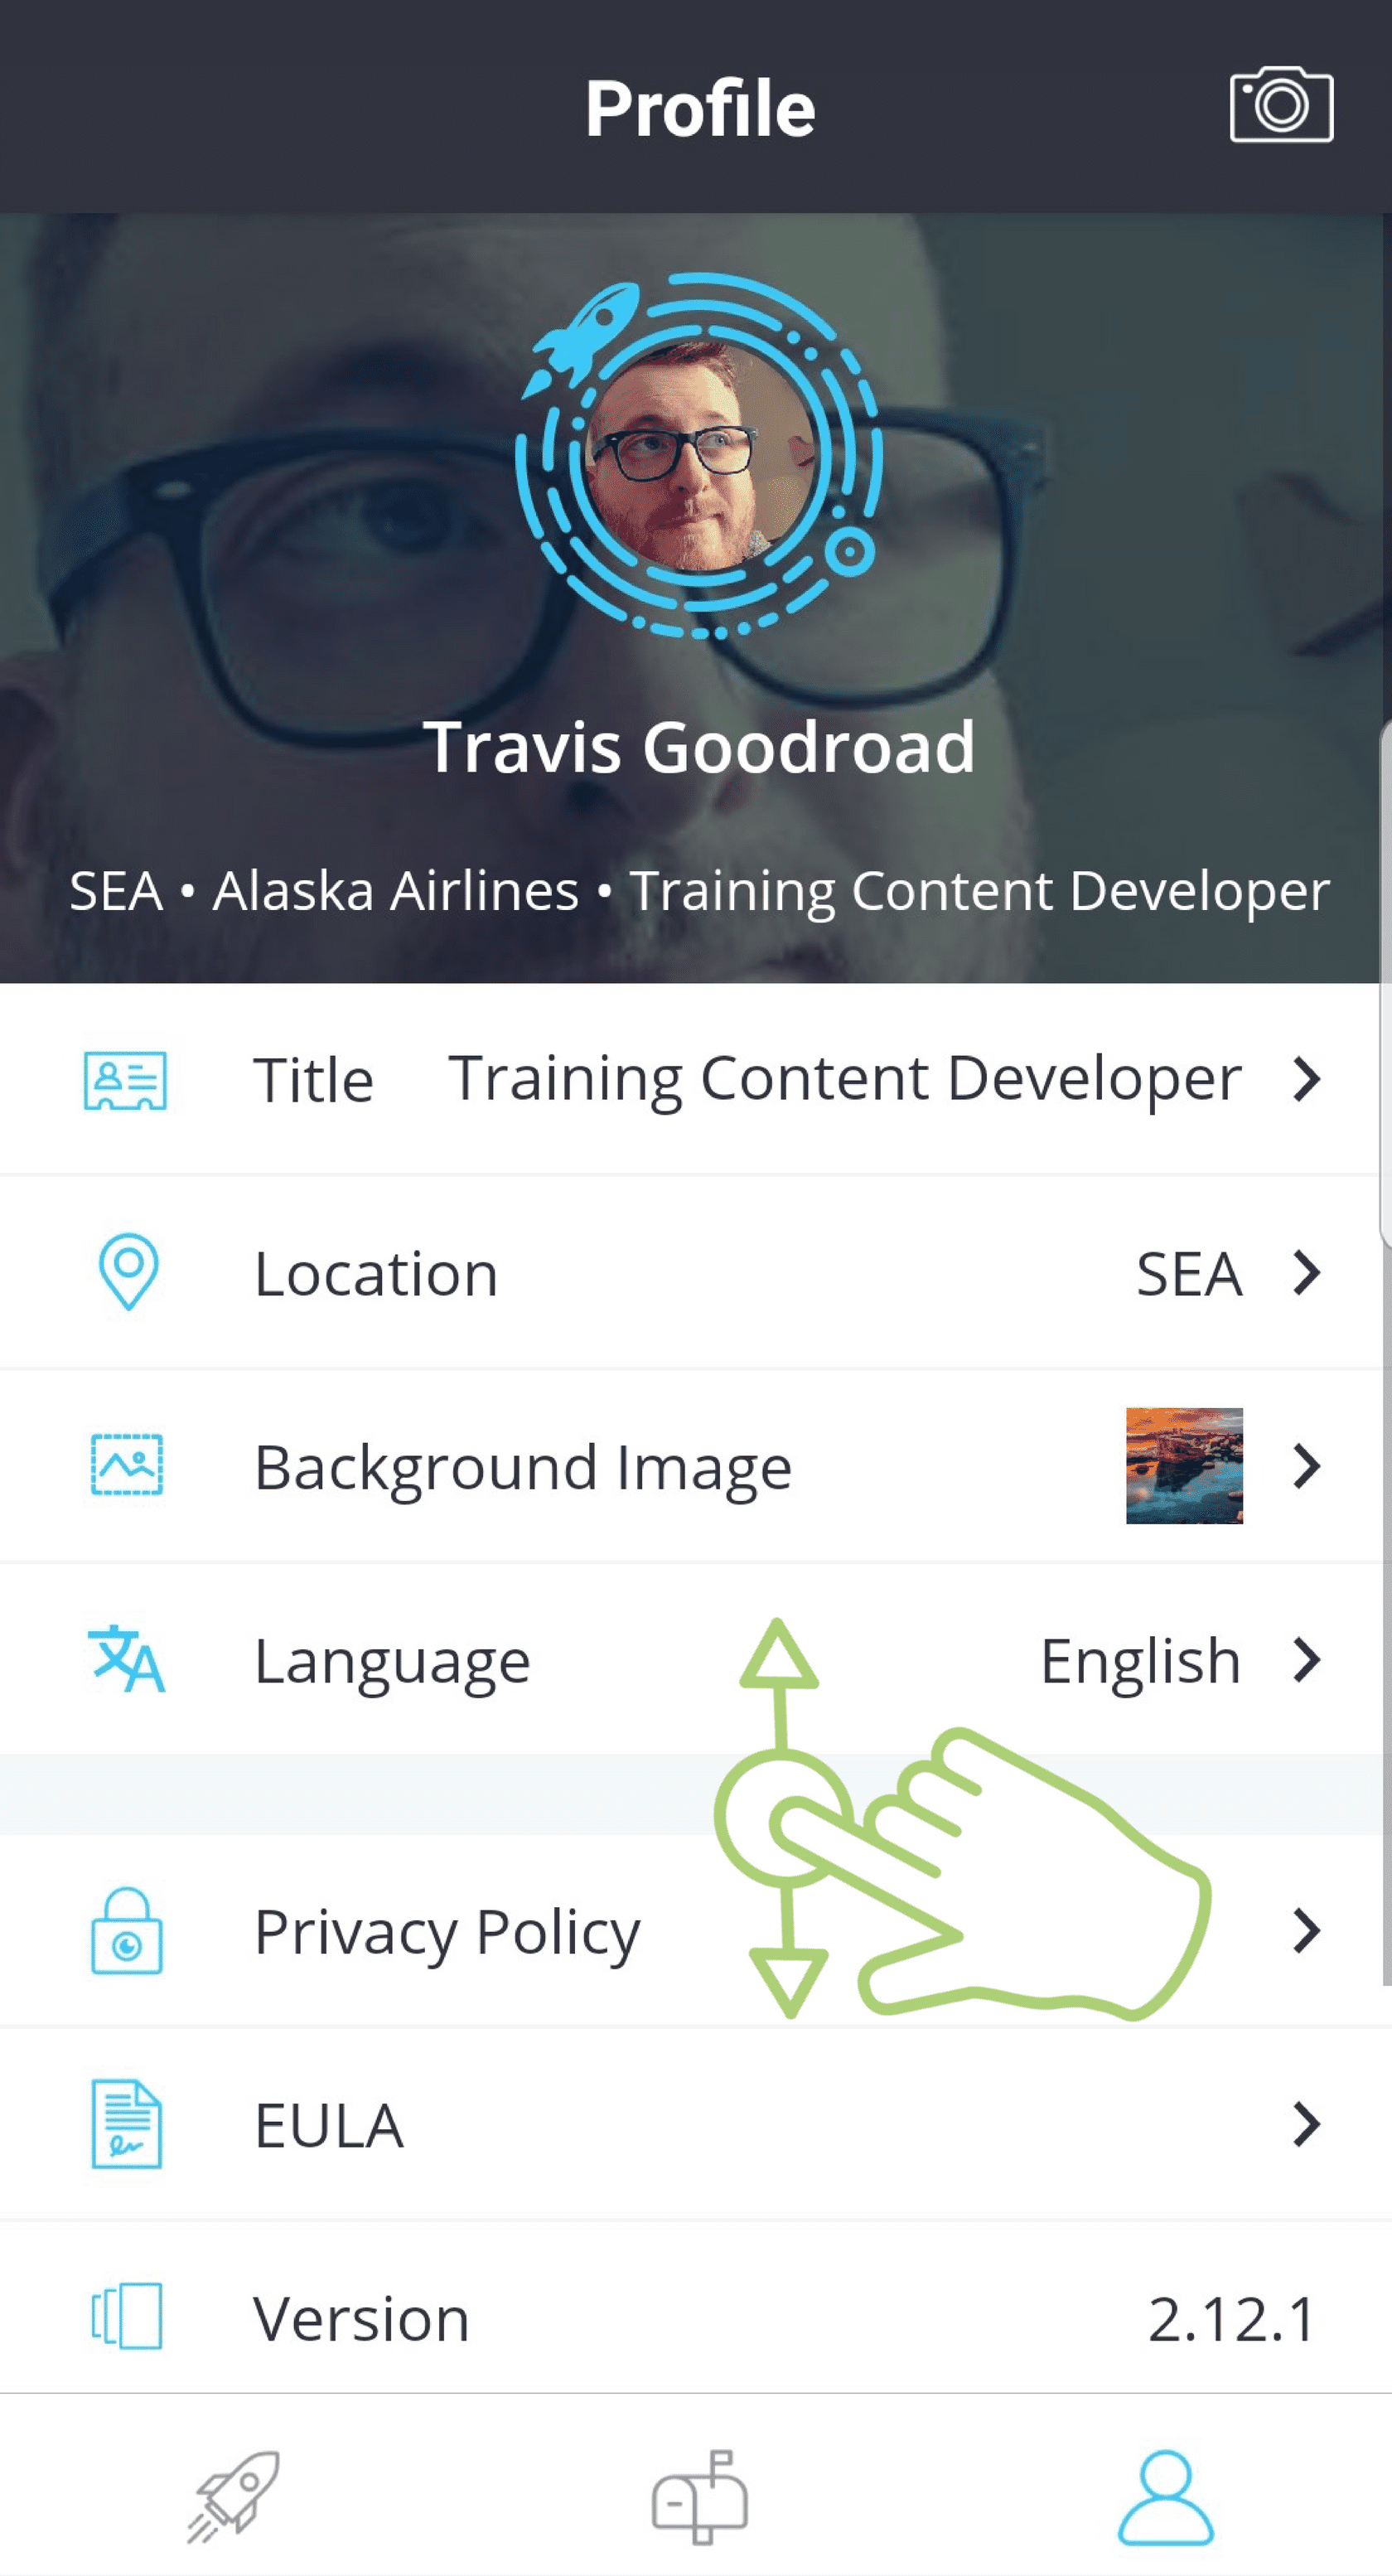 Profile
Travis Goodroad
SEA • Alaska Airlines • Training Content Developer
Title Training Content Developer
Location SEA
Background Image
Language English
Privacy Policy
EULA
Version 2.12.1